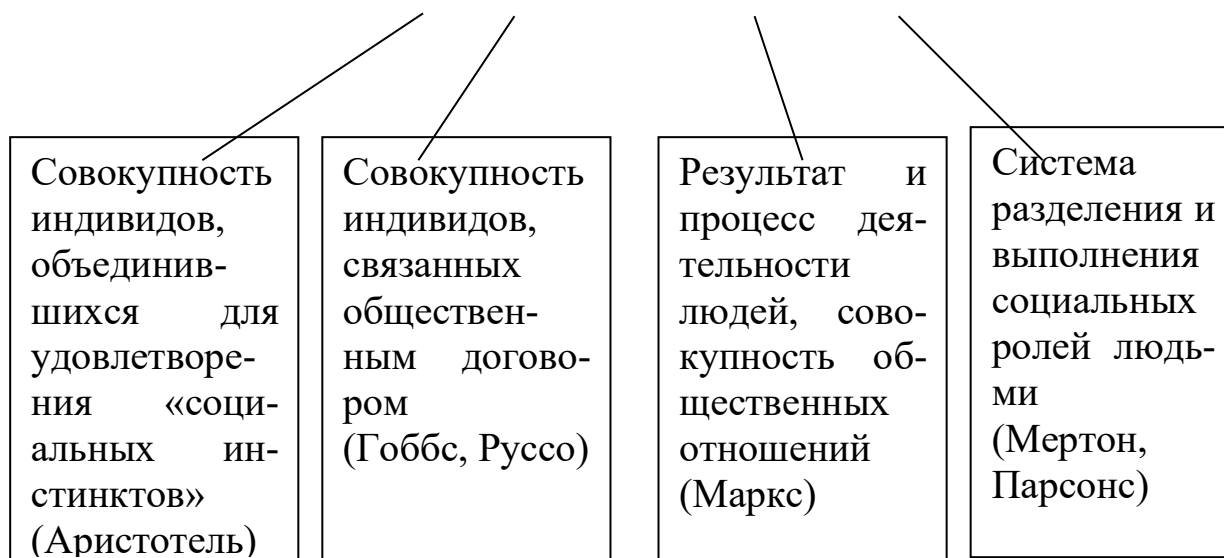 Совокупность
индивидов,
объединив-
шихся для
удовлетворе-
ния «соци-
альных ин-
стинктов»
(Аристотель)
Совокупность
индивидов,
связанных
обществен-
ным догово-
ром
(Гоббс, Руссо)
Результат и
процесс дея-
тельности
людей, сово-
купность об-
щественных
отношений
(Маркс)
Система
разделения и
выполнения
социальных
ролей людь-
ми
(Мертон,
Парсонс)